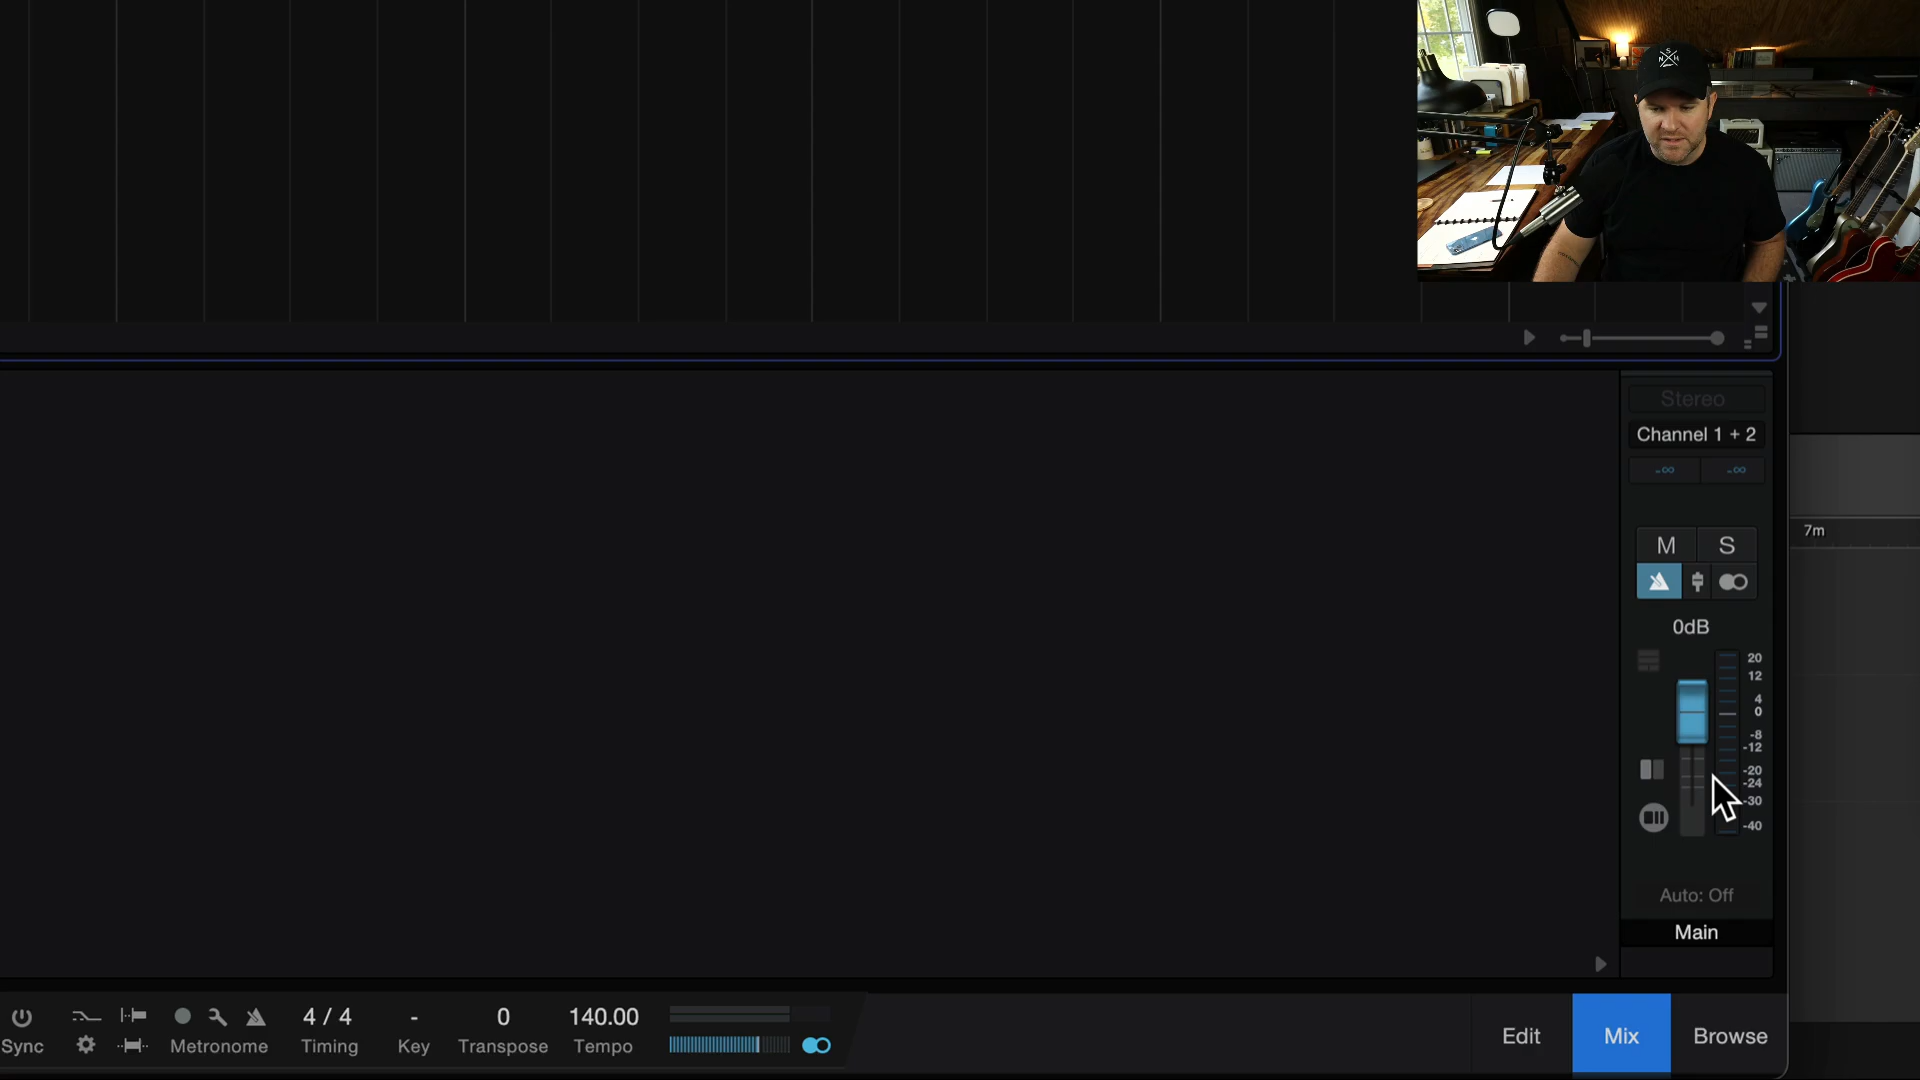 S
N H
Stereo
Channel 1 + 2
-∞ -∞
7m
M S
0dB
20
12
4
0
-8
-12
-20
-24
-30
-40
Auto: Off
Main
4 / 4 - 0 140.00
Sync Metronome Timing Key Transpose Tempo
Edit Mix Browse